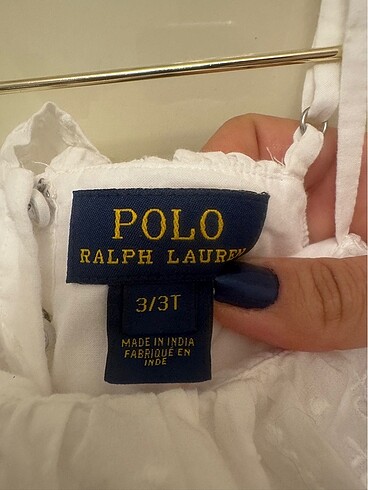 POLO
RALPH LAUREN
3/3T
MADE IN INDIA
FABRIQUÉ EN
INDE